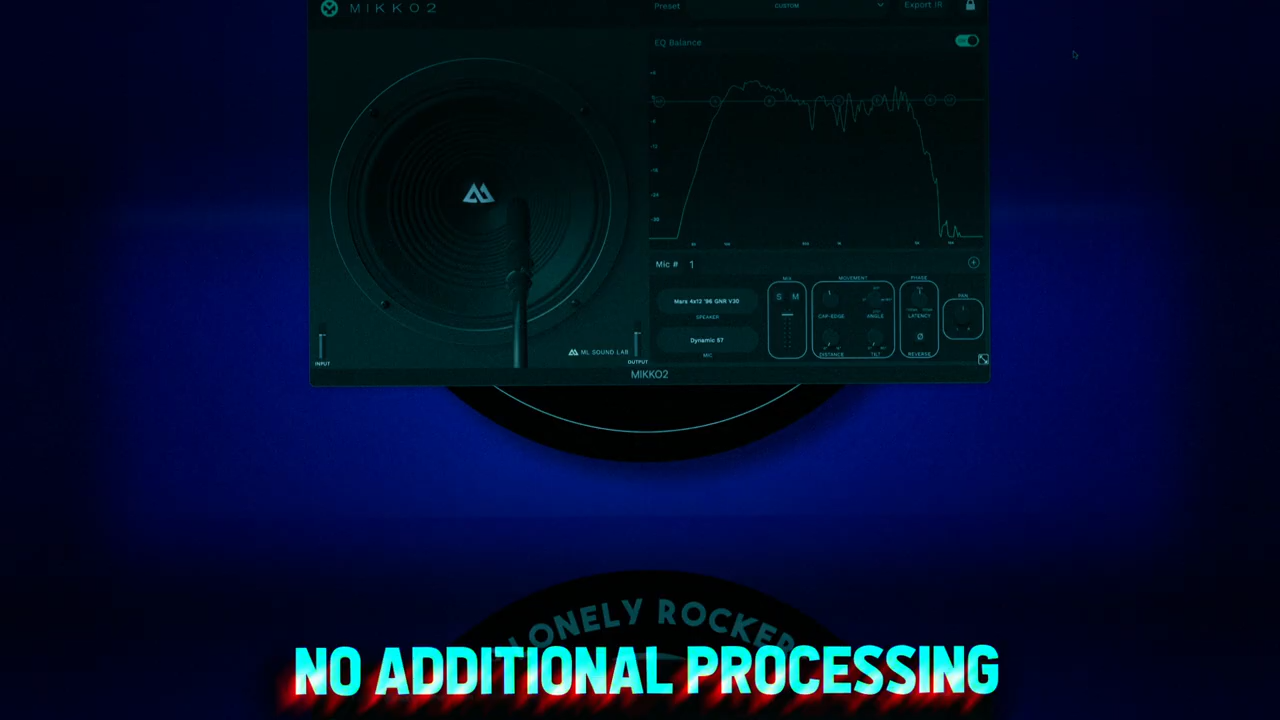 MIKKO2
Preset
CUSTOM
Export IR
EQ Balance
Mic # 1
Mars 4x12 '96 GNR V30
SPEAKER
Dynamic 57
MIC
MIX
S M
MOVEMENT
CAP-EDGE
ANGLE
DISTANCE
TILT
PHASE
LATENCY
REVERSE
PAN
INPUT
ML SOUND LAB
OUTPUT
MIKKO2
LONELY ROCKER
NO ADDITIONAL PROCESSING